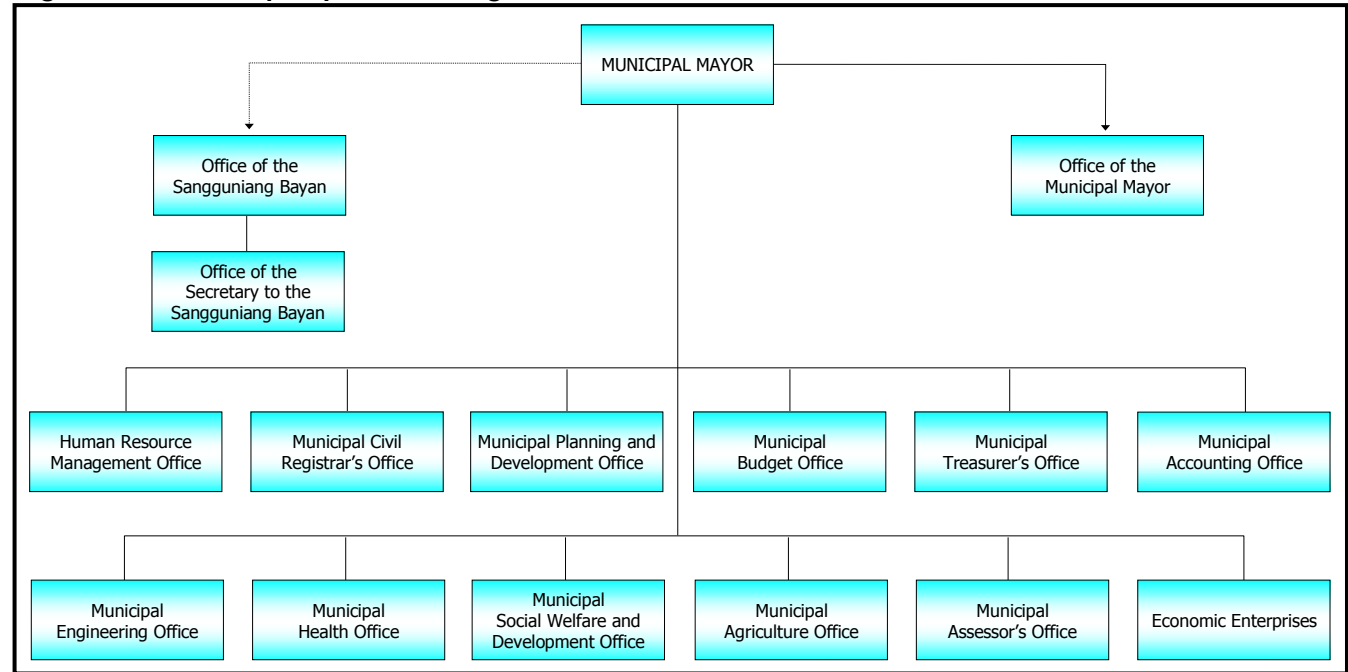 MUNICIPAL MAYOR
Office of the
Sangguniang Bayan
Office of the
Municipal Mayor
Office of the
Secretary to the
Sangguniang Bayan
Human Resource
Management Office
Municipal Civil
Registrar’s Office
Municipal Planning and
Development Office
Municipal
Budget Office
Municipal
Treasurer’s Office
Municipal
Accounting Office
Municipal
Engineering Office
Municipal
Health Office
Municipal
Social Welfare and
Development Office
Municipal
Agriculture Office
Municipal
Assessor’s Office
Economic Enterprises